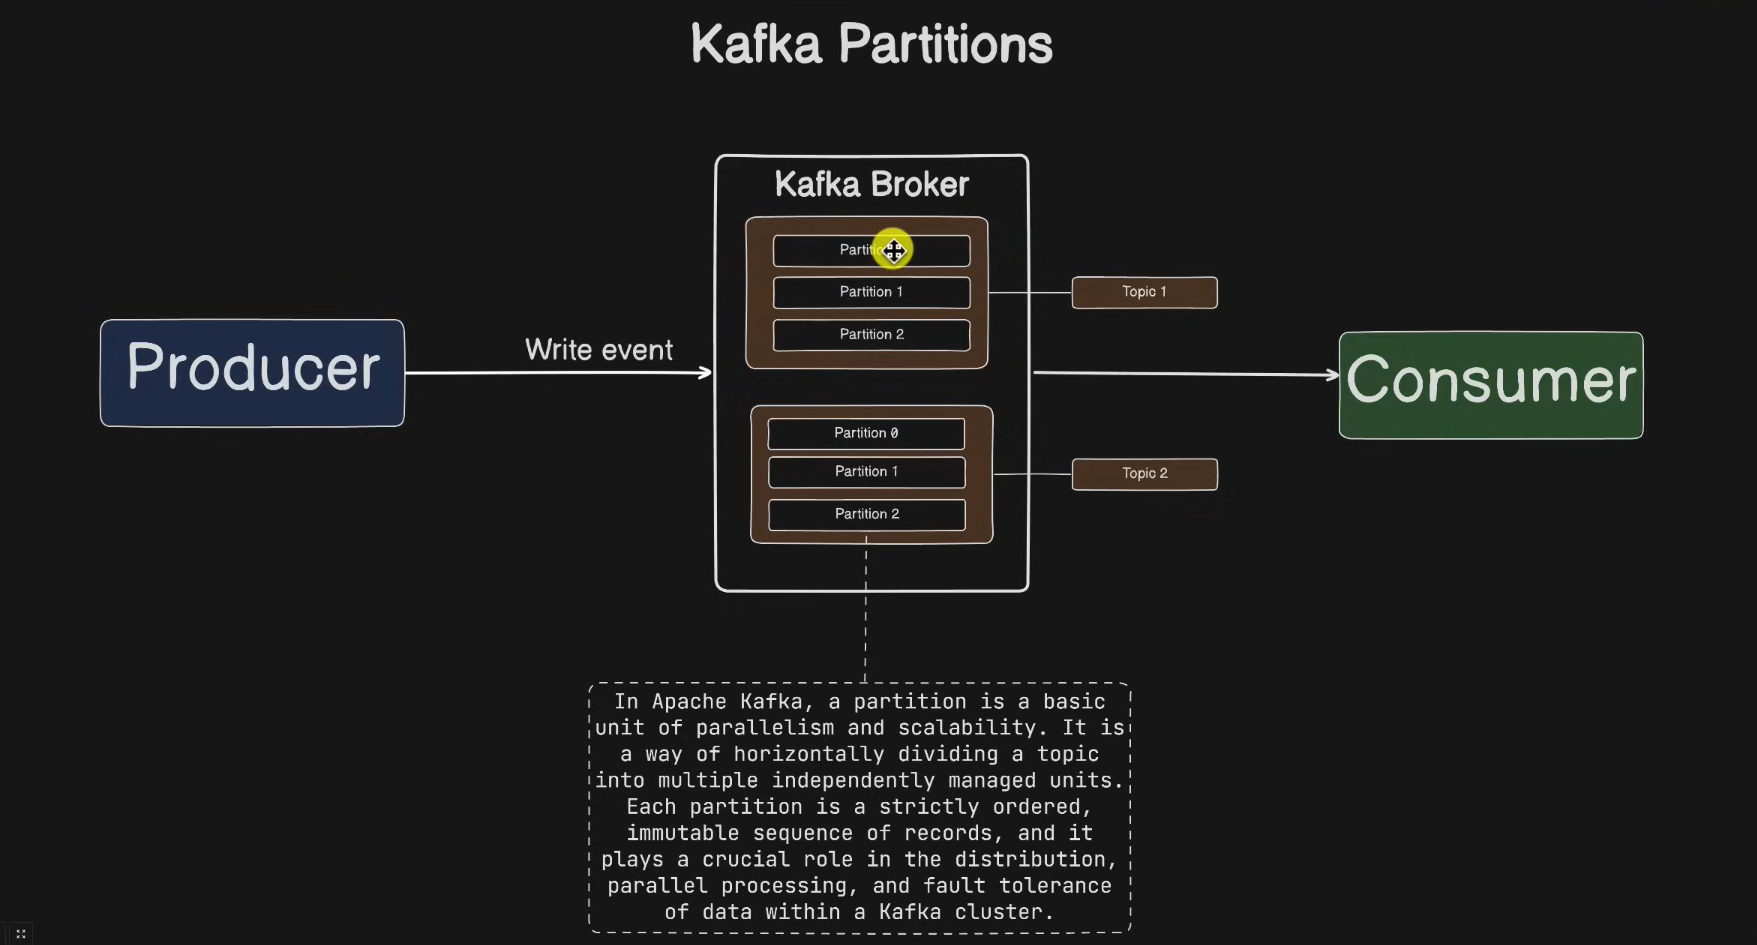 Kafka Partitions
Kafka Broker
Partition 1
Partition 2
Topic 1
Producer
Write event
Consumer
Partition 0
Partition 1
Partition 2
Topic 2
In Apache Kafka, a partition is a basic
unit of parallelism and scalability. It is
a way of horizontally dividing a topic
into multiple independently managed units.
Each partition is a strictly ordered,
immutable sequence of records, and it
plays a crucial role in the distribution,
parallel processing, and fault tolerance
of data within a Kafka cluster.